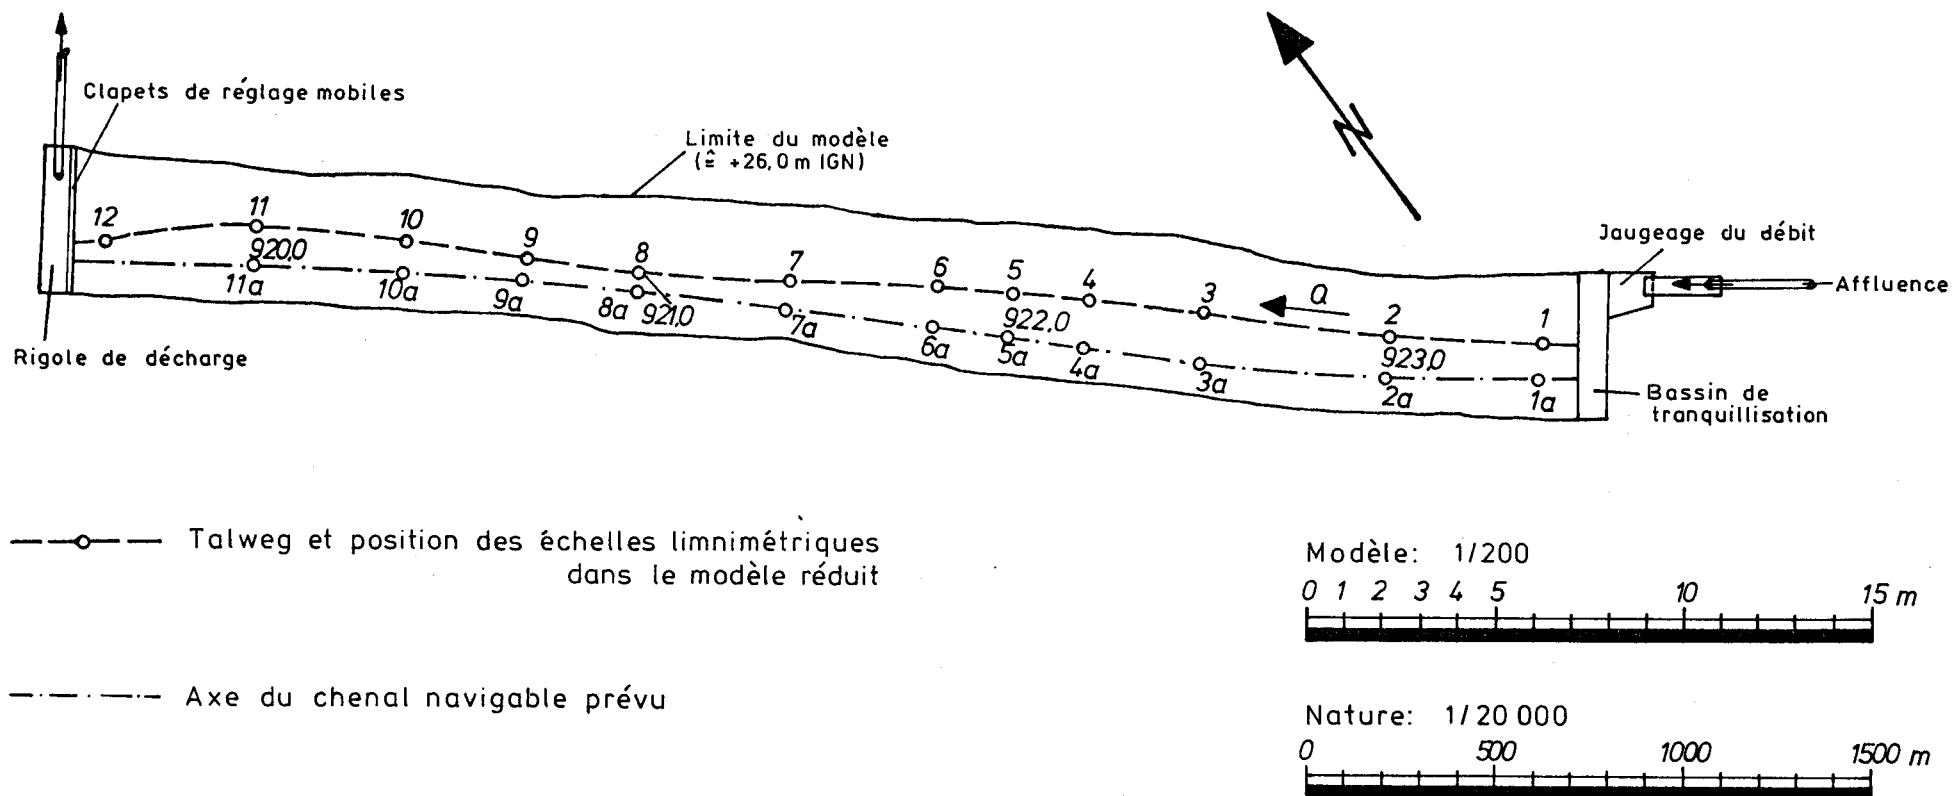 Clapets de réglage mobiles
Limite du modèle
(≙ +26,0 m IGN)
Jaugeage du débit
Affluence
12
11
10
9
8
7
6
5
4
3
2
1
Q
920,0
921,0
922,0
923,0
11a
10a
9a
8a
7a
6a
5a
4a
3a
2a
1a
Rigole de décharge
Bassin de
tranquillisation
Talweg et position des échelles limnimétriques
dans le modèle réduit
Axe du chenal navigable prévu
Modèle: 1/200
0 1 2 3 4 5 10 15 m
Nature: 1/20 000
0 500 1000 1500 m